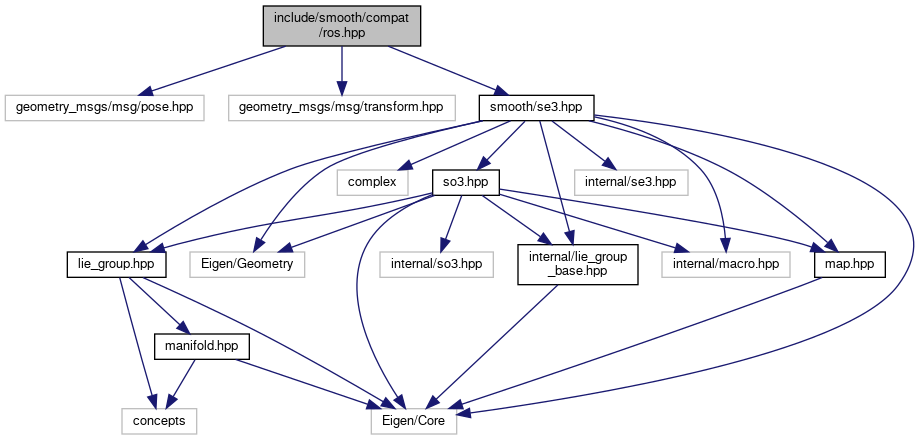 include/smooth/compat
/ros.hpp
geometry_msgs/msg/pose.hpp
geometry_msgs/msg/transform.hpp
smooth/se3.hpp
complex
so3.hpp
internal/se3.hpp
lie_group.hpp
Eigen/Geometry
internal/so3.hpp
internal/lie_group
_base.hpp
internal/macro.hpp
map.hpp
manifold.hpp
concepts
Eigen/Core